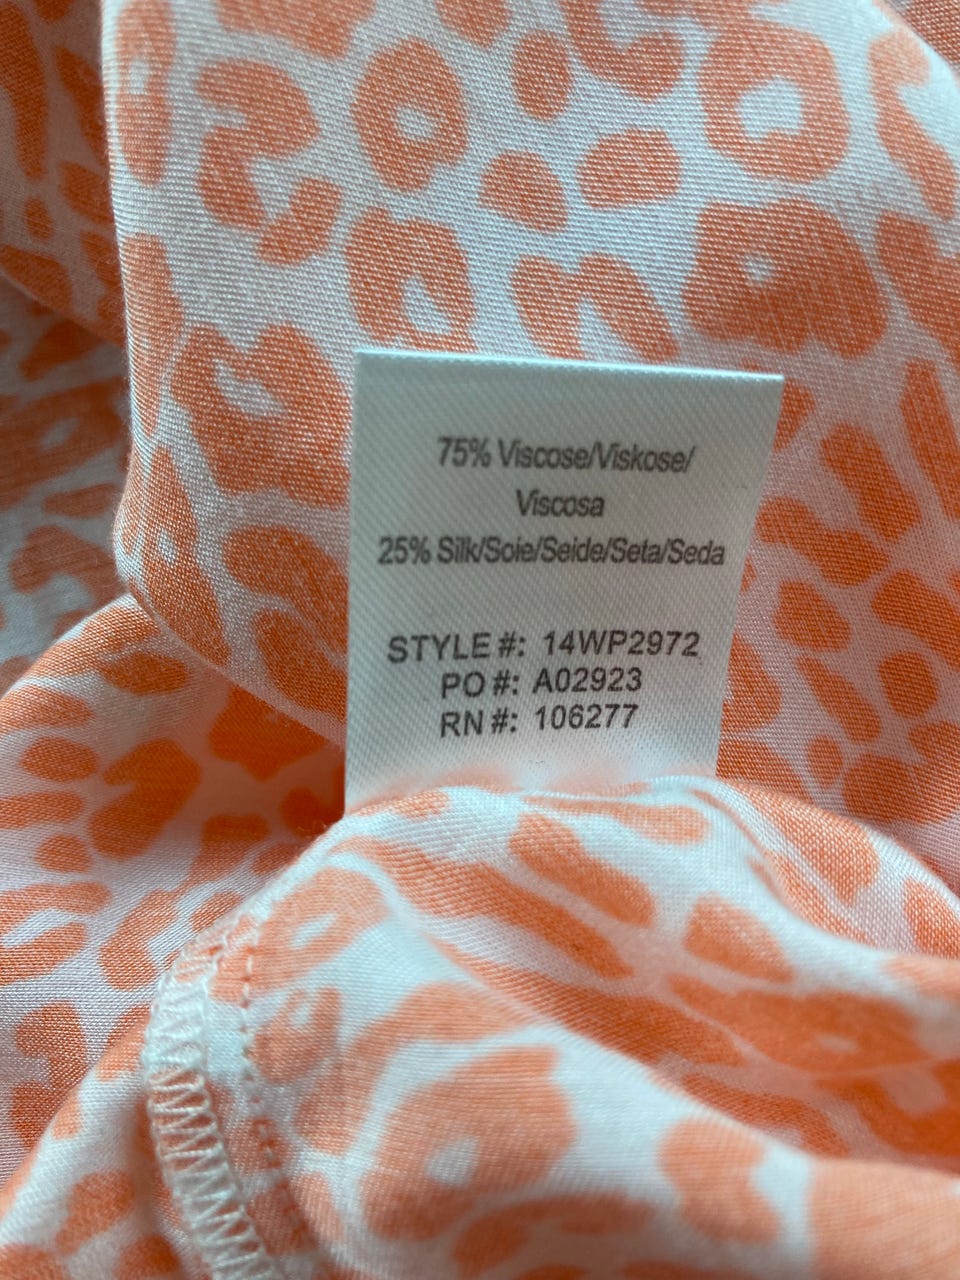 75% Viscose/Viskose/
Viscosa
25% Silk/Soie/Seide/Seta/Seda
STYLE #: 14WP2972
PO #: A02923
RN #: 106277